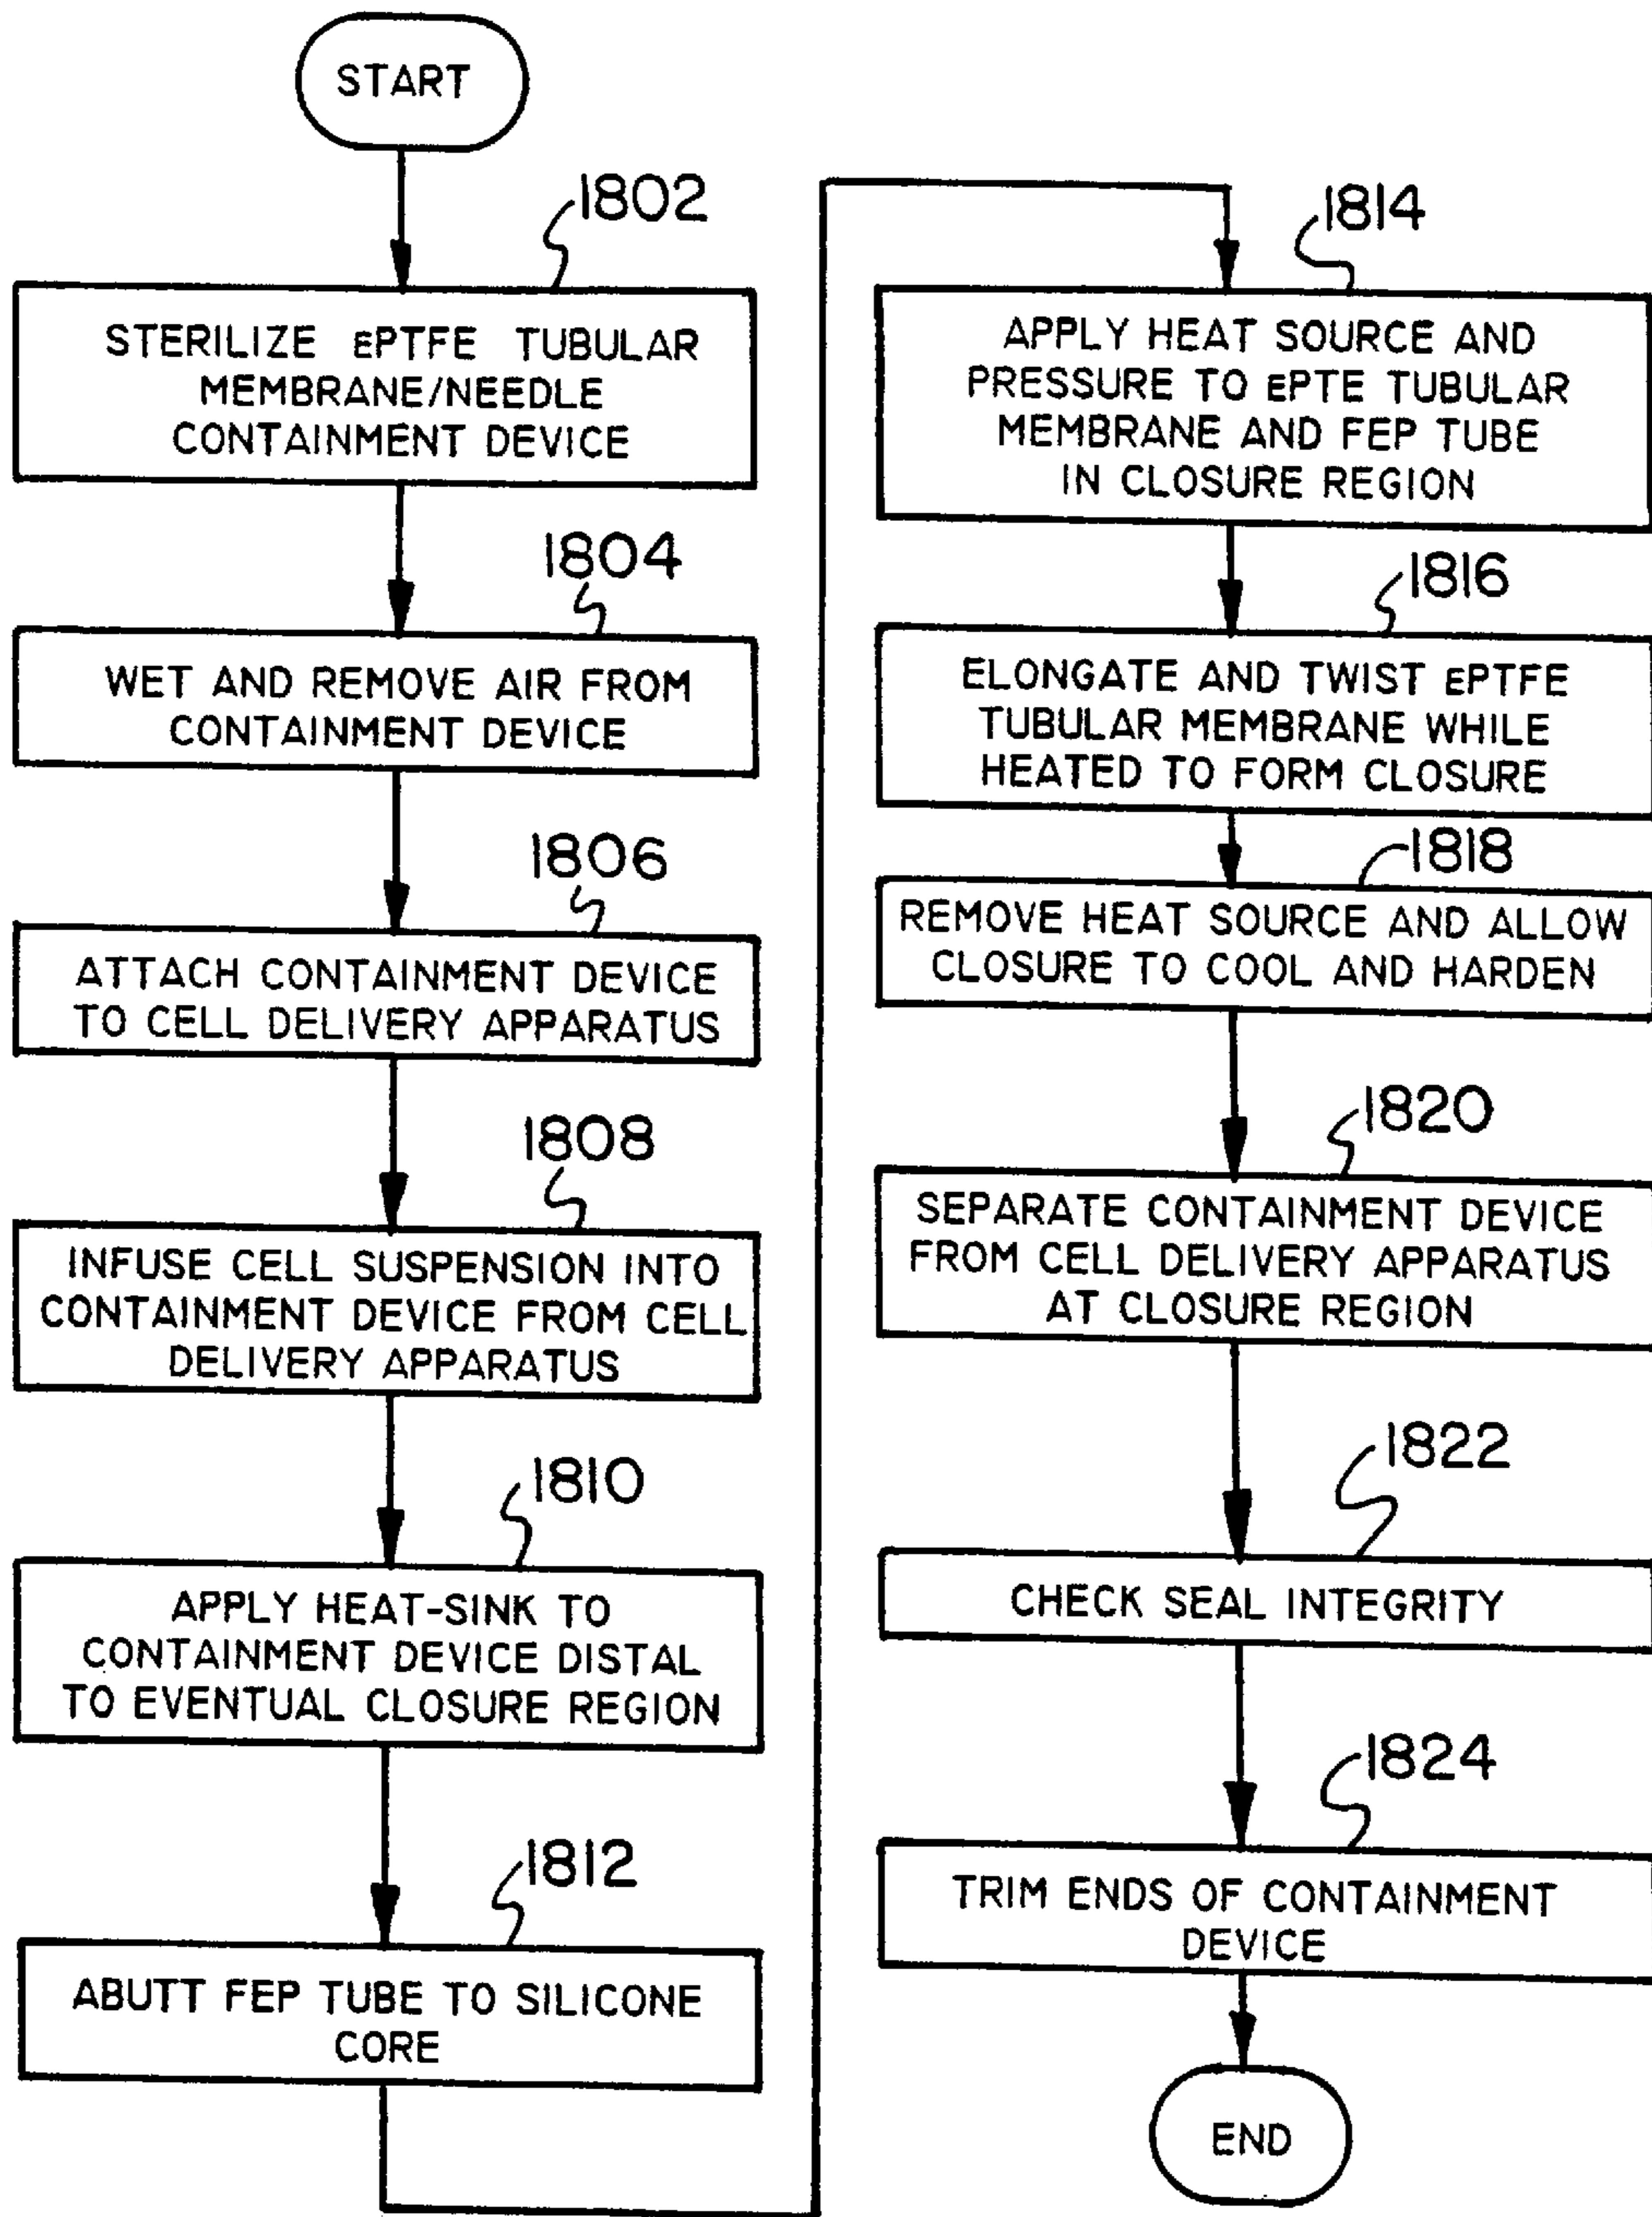 START
1802
STERILIZE ePTFE TUBULAR
MEMBRANE/NEEDLE
CONTAINMENT DEVICE
1804
WET AND REMOVE AIR FROM
CONTAINMENT DEVICE
1806
ATTACH CONTAINMENT DEVICE
TO CELL DELIVERY APPARATUS
1808
INFUSE CELL SUSPENSION INTO
CONTAINMENT DEVICE FROM CELL
DELIVERY APPARATUS
1810
APPLY HEAT-SINK TO
CONTAINMENT DEVICE DISTAL
TO EVENTUAL CLOSURE REGION
1812
ABUTT FEP TUBE TO SILICONE
CORE
1814
APPLY HEAT SOURCE AND
PRESSURE TO ePTE TUBULAR
MEMBRANE AND FEP TUBE
IN CLOSURE REGION
1816
ELONGATE AND TWIST ePTFE
TUBULAR MEMBRANE WHILE
HEATED TO FORM CLOSURE
1818
REMOVE HEAT SOURCE AND ALLOW
CLOSURE TO COOL AND HARDEN
1820
SEPARATE CONTAINMENT DEVICE
FROM CELL DELIVERY APPARATUS
AT CLOSURE REGION
1822
CHECK SEAL INTEGRITY
1824
TRIM ENDS OF CONTAINMENT
DEVICE
END